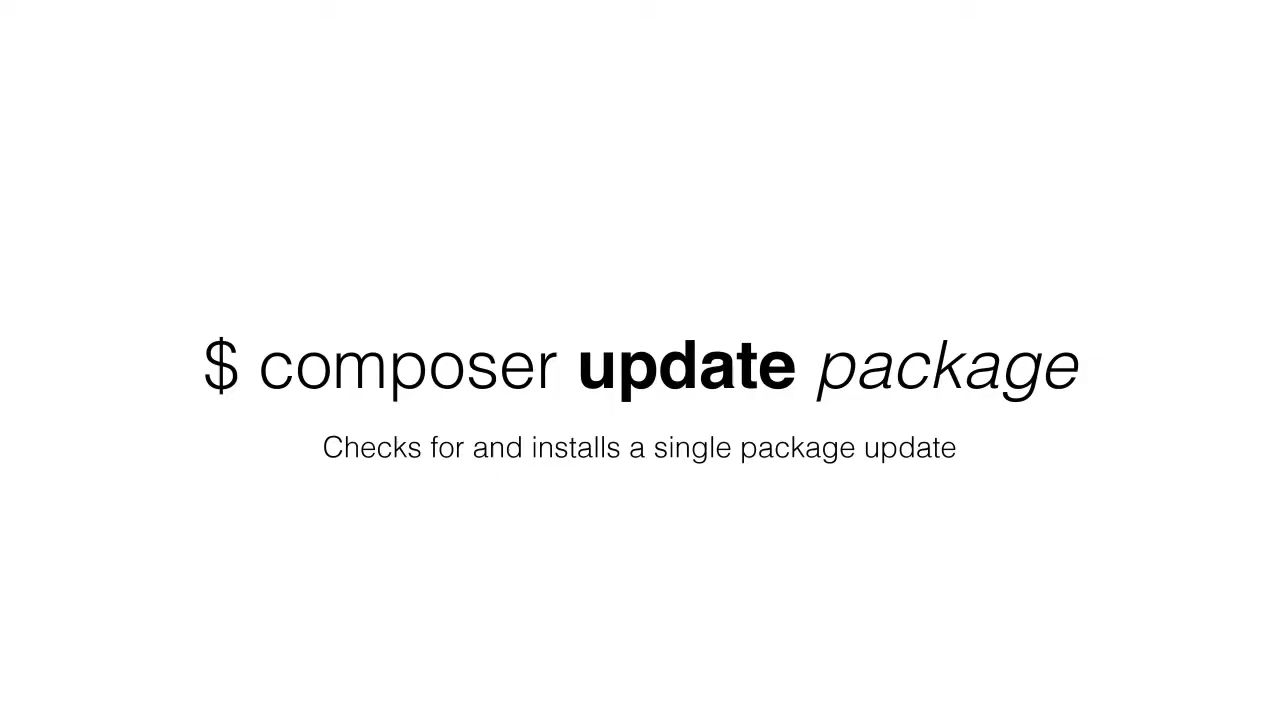 $ composer update package
Checks for and installs a single package update